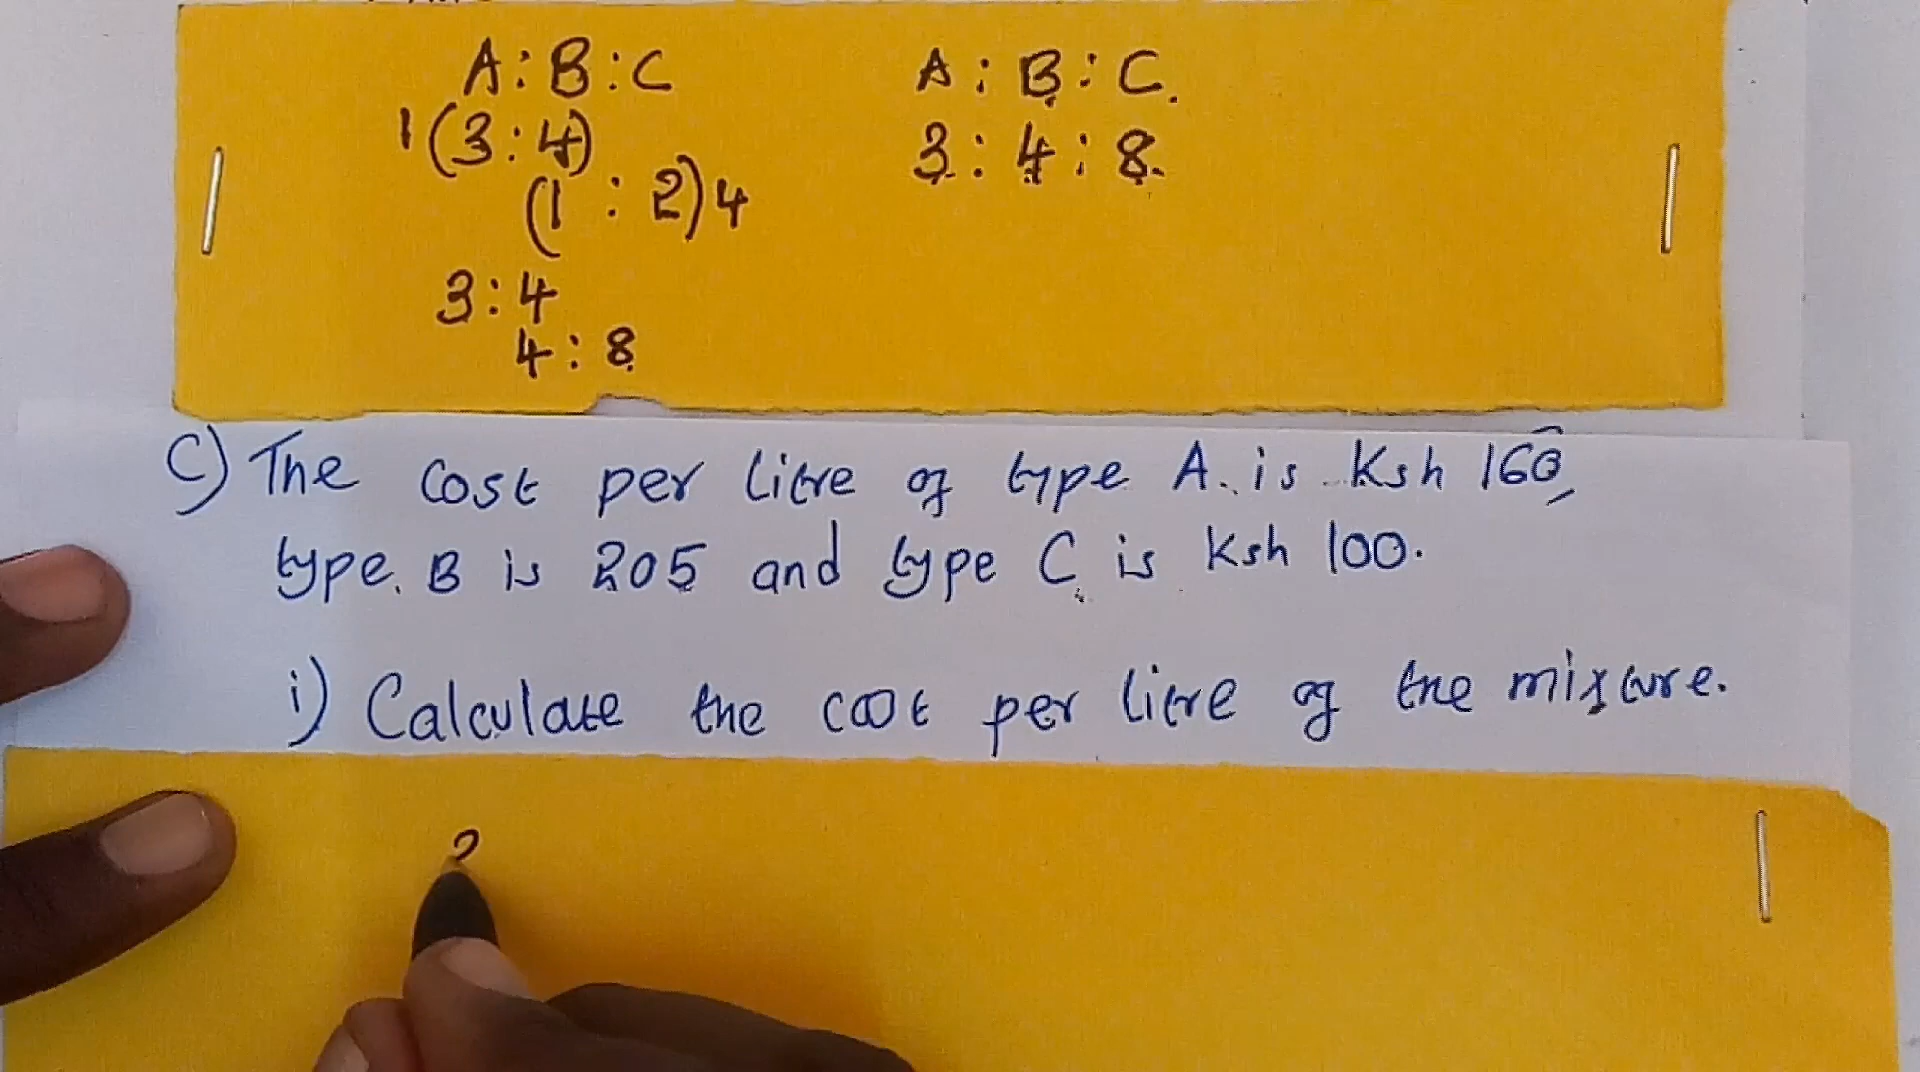 A:B:C A:B:C.
1(3:4) 3:4:8.
(1:2)4
3:4
4:8
C) The cost per litre of type A. is Ksh 160,
type. B is 205 and type C is Ksh 100.
i) Calculate the cost per litre of the mixture.